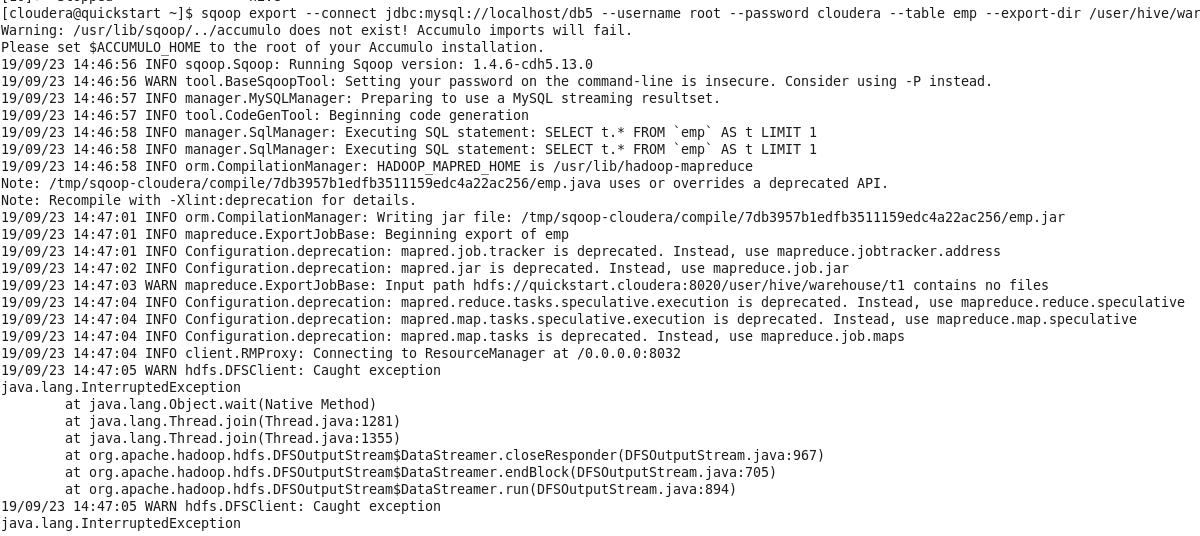 [cloudera@quickstart ~]$ sqoop export --connect jdbc:mysql://localhost/db5 --username root --password cloudera --table emp --export-dir /user/hive/war
Warning: /usr/lib/sqoop/../accumulo does not exist! Accumulo imports will fail.
Please set $ACCUMULO_HOME to the root of your Accumulo installation.
19/09/23 14:46:56 INFO sqoop.Sqoop: Running Sqoop version: 1.4.6-cdh5.13.0
19/09/23 14:46:56 WARN tool.BaseSqoopTool: Setting your password on the command-line is insecure. Consider using -P instead.
19/09/23 14:46:57 INFO manager.MySQLManager: Preparing to use a MySQL streaming resultset.
19/09/23 14:46:57 INFO tool.CodeGenTool: Beginning code generation
19/09/23 14:46:58 INFO manager.SqlManager: Executing SQL statement: SELECT t.* FROM `emp` AS t LIMIT 1
19/09/23 14:46:58 INFO manager.SqlManager: Executing SQL statement: SELECT t.* FROM `emp` AS t LIMIT 1
19/09/23 14:46:58 INFO orm.CompilationManager: HADOOP_MAPRED_HOME is /usr/lib/hadoop-mapreduce
Note: /tmp/sqoop-cloudera/compile/7db3957b1edfb3511159edc4a22ac256/emp.java uses or overrides a deprecated API.
Note: Recompile with -Xlint:deprecation for details.
19/09/23 14:47:01 INFO orm.CompilationManager: Writing jar file: /tmp/sqoop-cloudera/compile/7db3957b1edfb3511159edc4a22ac256/emp.jar
19/09/23 14:47:01 INFO mapreduce.ExportJobBase: Beginning export of emp
19/09/23 14:47:01 INFO Configuration.deprecation: mapred.job.tracker is deprecated. Instead, use mapreduce.jobtracker.address
19/09/23 14:47:02 INFO Configuration.deprecation: mapred.jar is deprecated. Instead, use mapreduce.job.jar
19/09/23 14:47:03 WARN mapreduce.ExportJobBase: Input path hdfs://quickstart.cloudera:8020/user/hive/warehouse/t1 contains no files
19/09/23 14:47:04 INFO Configuration.deprecation: mapred.reduce.tasks.speculative.execution is deprecated. Instead, use mapreduce.reduce.speculative
19/09/23 14:47:04 INFO Configuration.deprecation: mapred.map.tasks.speculative.execution is deprecated. Instead, use mapreduce.map.speculative
19/09/23 14:47:04 INFO Configuration.deprecation: mapred.map.tasks is deprecated. Instead, use mapreduce.job.maps
19/09/23 14:47:04 INFO client.RMProxy: Connecting to ResourceManager at /0.0.0.0:8032
19/09/23 14:47:05 WARN hdfs.DFSClient: Caught exception
java.lang.InterruptedException
at java.lang.Object.wait(Native Method)
at java.lang.Thread.join(Thread.java:1281)
at java.lang.Thread.join(Thread.java:1355)
at org.apache.hadoop.hdfs.DFSOutputStream$DataStreamer.closeResponder(DFSOutputStream.java:967)
at org.apache.hadoop.hdfs.DFSOutputStream$DataStreamer.endBlock(DFSOutputStream.java:705)
at org.apache.hadoop.hdfs.DFSOutputStream$DataStreamer.run(DFSOutputStream.java:894)
19/09/23 14:47:05 WARN hdfs.DFSClient: Caught exception
java.lang.InterruptedException